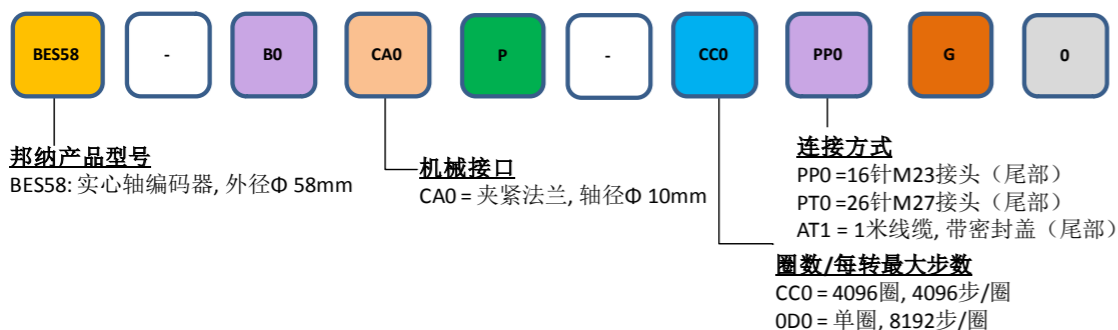 BES58 - B0 CA0 P - CC0 PP0 G 0
邦纳产品型号
BES58: 实心轴编码器, 外径Φ 58mm
机械接口
CA0 = 夹紧法兰, 轴径Φ 10mm
连接方式
PP0 =16针M23接头（尾部）
PT0 =26针M27接头（尾部）
AT1 = 1米线缆, 带密封盖（尾部）
圈数/每转最大步数
CC0 = 4096圈, 4096步/圈
0D0 = 单圈, 8192步/圈